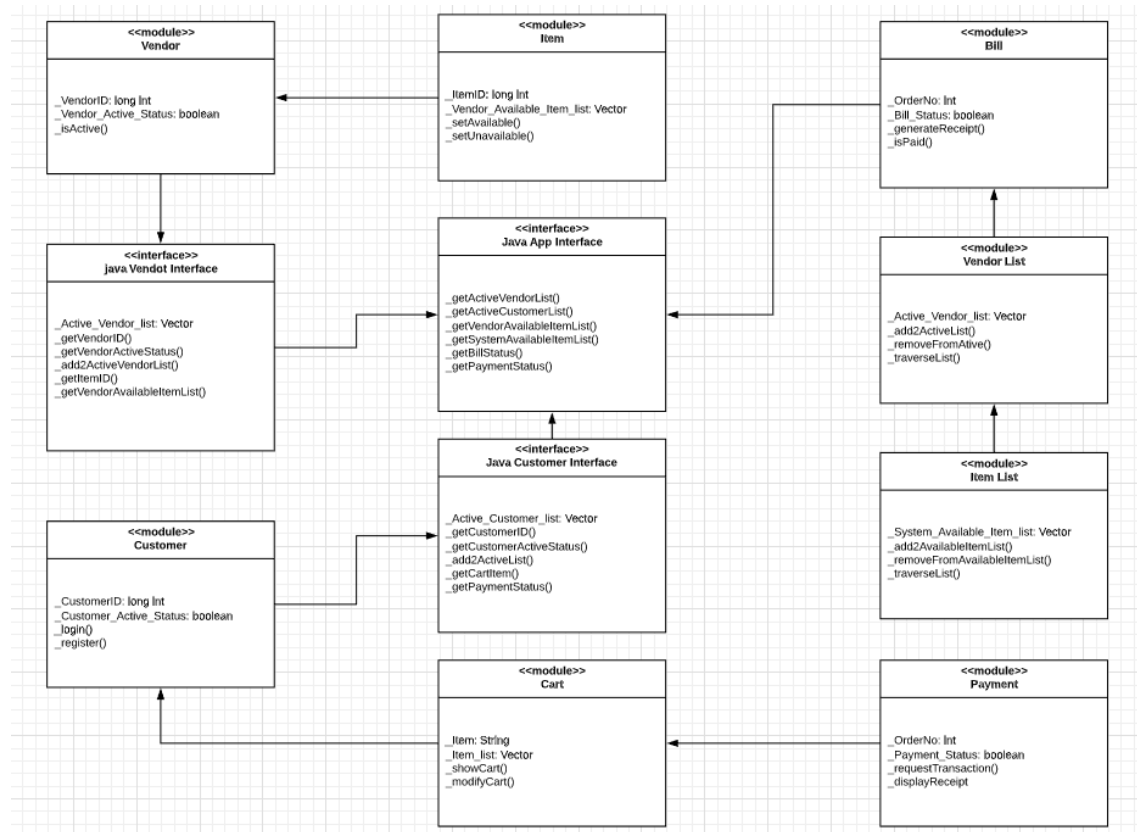 <<module>>
Vendor
_VendorID: long Int
_Vendor_Active_Status: boolean
_isActive()
<<module>>
Item
_ItemID: long Int
_Vendor_Available_Item_list: Vector
_setAvailable()
_setUnavailable()
<<module>>
Bill
_OrderNo: Int
_Bill_Status: boolean
_generateReceipt()
_isPaid()
<<interface>>
java Vendot Interface
_Active_Vendor_list: Vector
_getVendorID()
_getVendorActiveStatus()
_add2ActiveVendorList()
_getItemID()
_getVendorAvailableItemList()
<<interface>>
Java App Interface
_getActiveVendorList()
_getActiveCustomerList()
_getVendorAvailableItemList()
_getSystemAvailableItemList()
_getBillStatus()
_getPaymentStatus()
<<module>>
Vendor List
_Active_Vendor_list: Vector
_add2ActiveList()
_removeFromAtive()
_traverseList()
<<interface>>
Java Customer Interface
_Active_Customer_list: Vector
_getCustomerID()
_getCustomerActiveStatus()
_add2ActiveList()
_getCartItem()
_getPaymentStatus()
<<module>>
Item List
_System_Available_Item_list: Vector
_add2AvailableItemList()
_removeFromAvailableItemList()
_traverseList()
<<module>>
Customer
_CustomerID: long Int
_Customer_Active_Status: boolean
_login()
_register()
<<module>>
Cart
_Item: String
_Item_list: Vector
_showCart()
_modifyCart()
<<module>>
Payment
_OrderNo: Int
_Payment_Status: boolean
_requestTransaction()
_displayReceipt